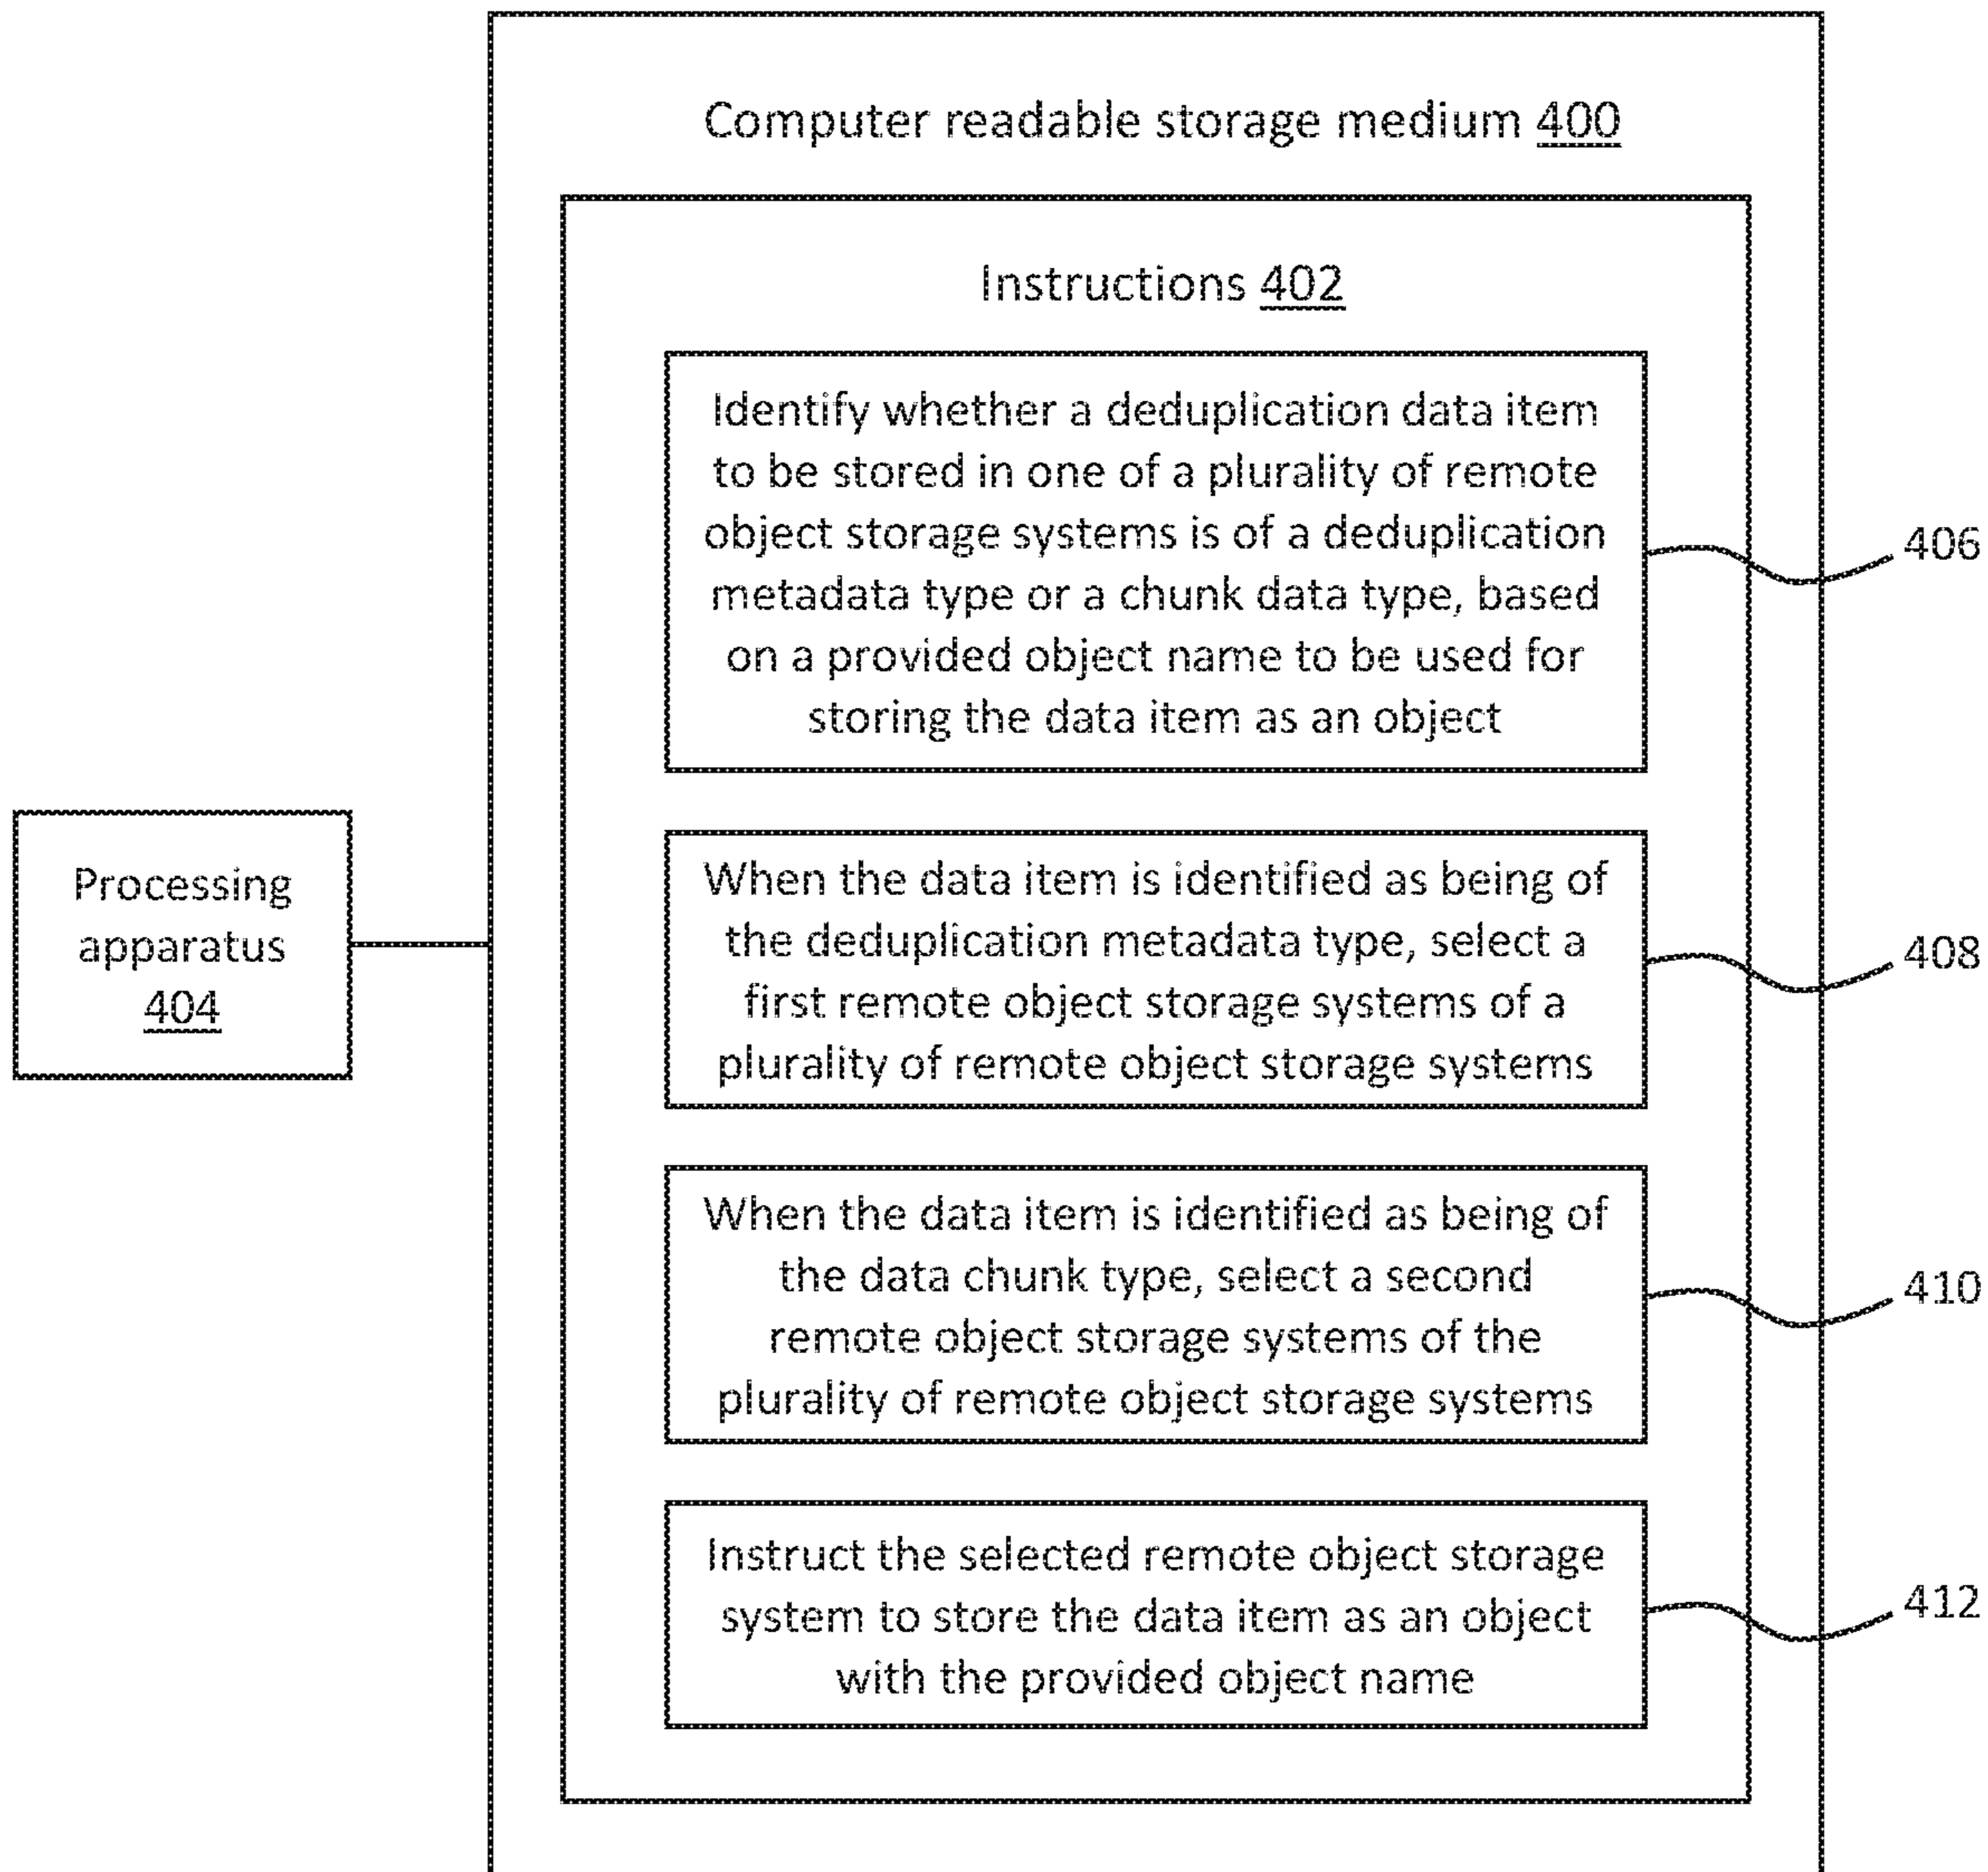 Computer readable storage medium 400
Instructions 402
Identify whether a deduplication data item
to be stored in one of a plurality of remote
object storage systems is of a deduplication
metadata type or a chunk data type, based
on a provided object name to be used for
storing the data item as an object
406
Processing
apparatus
404
When the data item is identified as being of
the deduplication metadata type, select a
first remote object storage systems of a
plurality of remote object storage systems
408
When the data item is identified as being of
the data chunk type, select a second
remote object storage systems of the
plurality of remote object storage systems
410
Instruct the selected remote object storage
system to store the data item as an object
with the provided object name
412